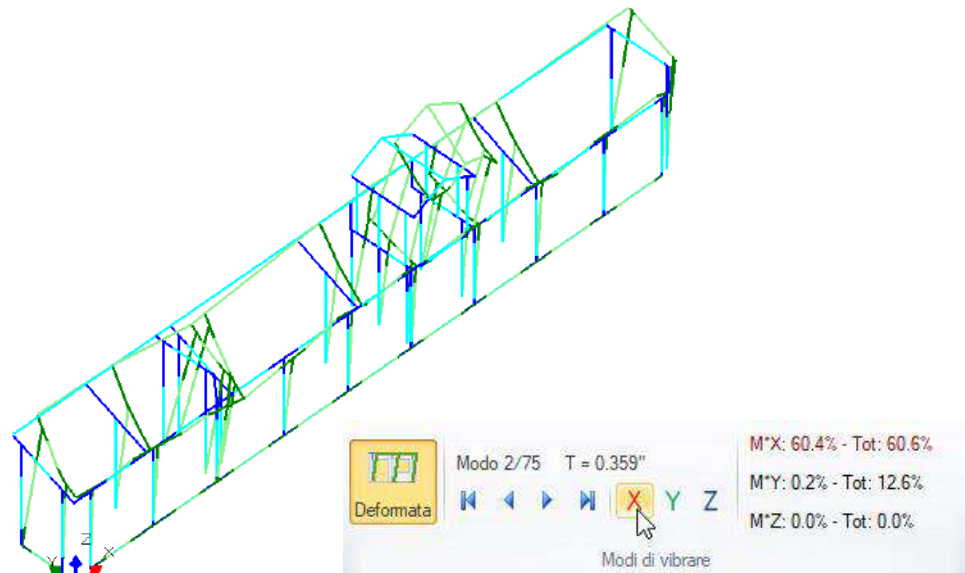 Z
Y
X
Deformata
Modo 2/75 T = 0.359"
X Y Z
M*X: 60.4% - Tot: 60.6%
M*Y: 0.2% - Tot: 12.6%
M*Z: 0.0% - Tot: 0.0%
Modi di vibrare